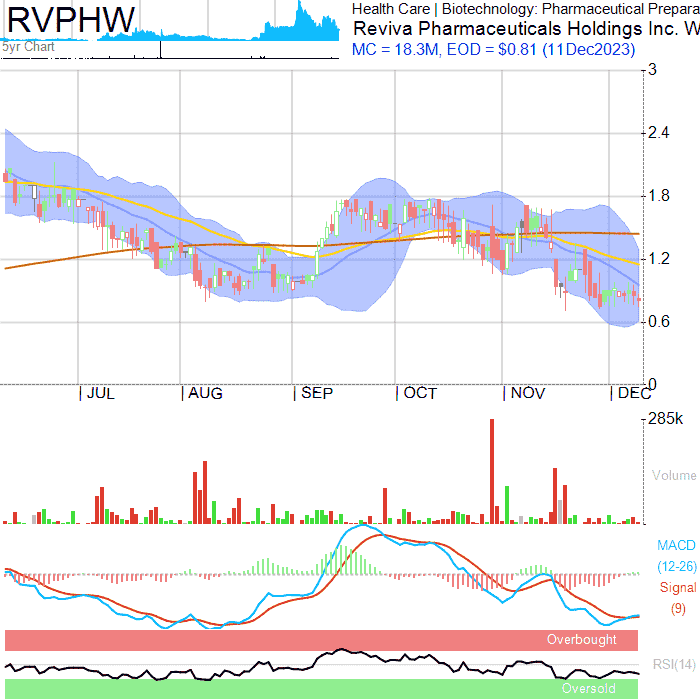 RVPHW
5yr Chart
Health Care | Biotechnology: Pharmaceutical Prepara
Reviva Pharmaceuticals Holdings Inc. W
MC = 18.3M, EOD = $0.81 (11Dec2023)
3
2.4
1.8
1.2
0.6
0
JUL
AUG
SEP
OCT
NOV
DEC
285k
Volume
MACD
(12-26)
Signal
(9)
Overbought
RSI(14)
Oversold